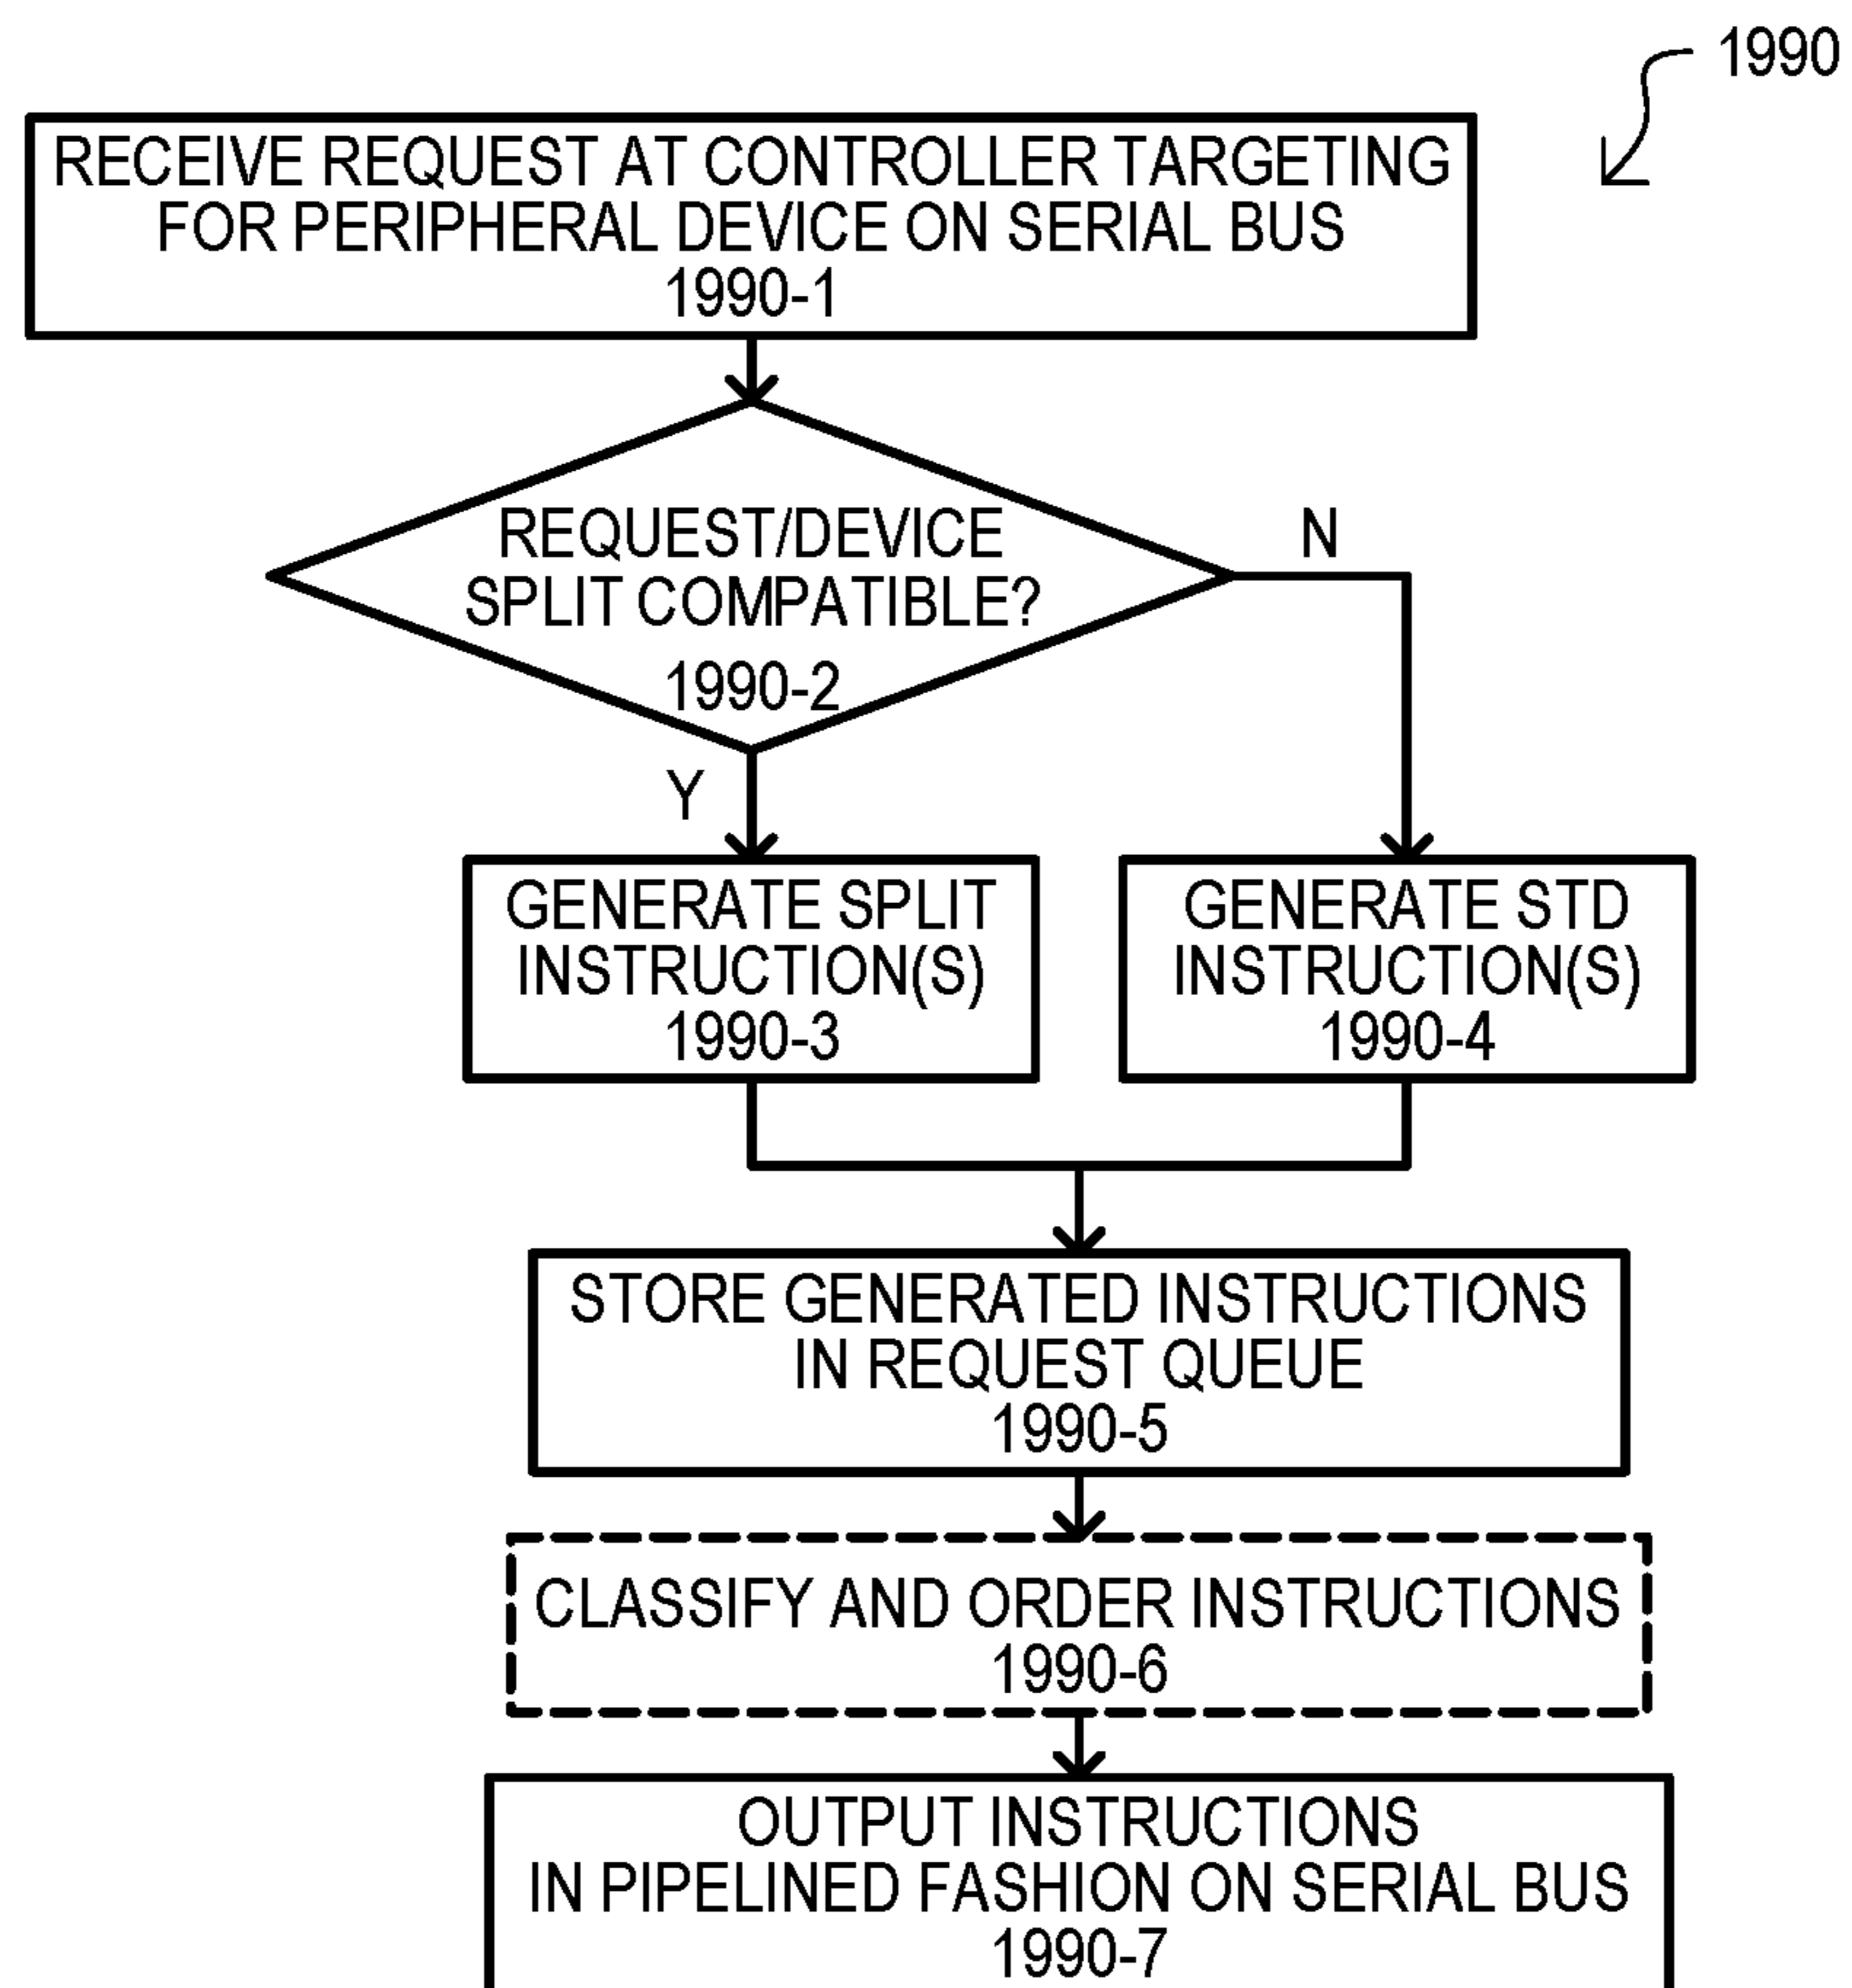 1990
RECEIVE REQUEST AT CONTROLLER TARGETING
FOR PERIPHERAL DEVICE ON SERIAL BUS
1990-1
REQUEST/DEVICE
SPLIT COMPATIBLE?
1990-2
N
Y
GENERATE SPLIT
INSTRUCTION(S)
1990-3
GENERATE STD
INSTRUCTION(S)
1990-4
STORE GENERATED INSTRUCTIONS
IN REQUEST QUEUE
1990-5
CLASSIFY AND ORDER INSTRUCTIONS
1990-6
OUTPUT INSTRUCTIONS
IN PIPELINED FASHION ON SERIAL BUS
1990-7